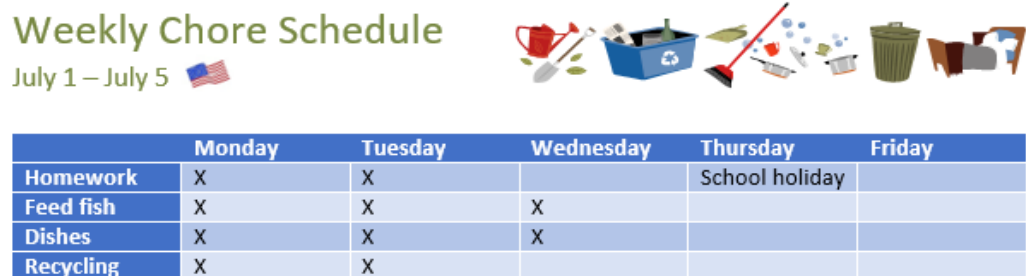 Weekly Chore Schedule
July 1 – July 5
Monday Tuesday Wednesday Thursday Friday
Homework X X School holiday
Feed fish X X X
Dishes X X X
Recycling X X